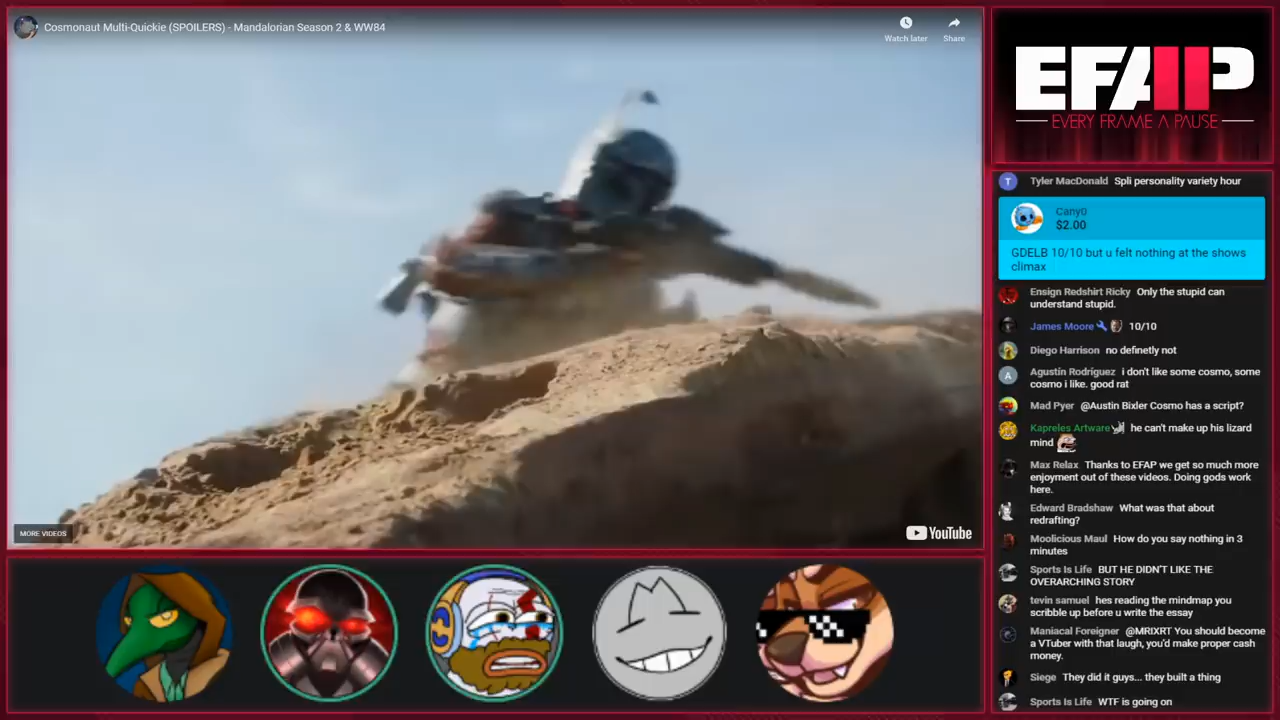 Cosmonaut Multi-Quickie (SPOILERS) - Mandalorian Season 2 & WW84
Watch later
Share
MORE VIDEOS
YouTube
EFAP
EVERY FRAME A PAUSE
T
Tyler MacDonald Spli personality variety hour
Cany0
$2.00
GDELB 10/10 but u felt nothing at the shows
climax
Ensign Redshirt Ricky Only the stupid can
understand stupid.
James Moore 10/10
Diego Harrison no definetly not
A
Agustín Rodríguez i don't like some cosmo, some
cosmo i like. good rat
Mad Pyer @Austin Bixler Cosmo has a script?
Kapreles Artware he can't make up his lizard
mind
Max Relax Thanks to EFAP we get so much more
enjoyment out of these videos. Doing gods work
here.
Edward Bradshaw What was that about
redrafting?
Moolicious Maul How do you say nothing in 3
minutes
Sports Is Life BUT HE DIDN'T LIKE THE
OVERARCHING STORY
tevin samuel hes reading the mindmap you
scribble up before u write the essay
Maniacal Foreigner @MRIXRT You should become
a VTuber with that laugh, you'd make proper cash
money.
Siege They did it guys... they built a thing
Sports Is Life WTF is going on